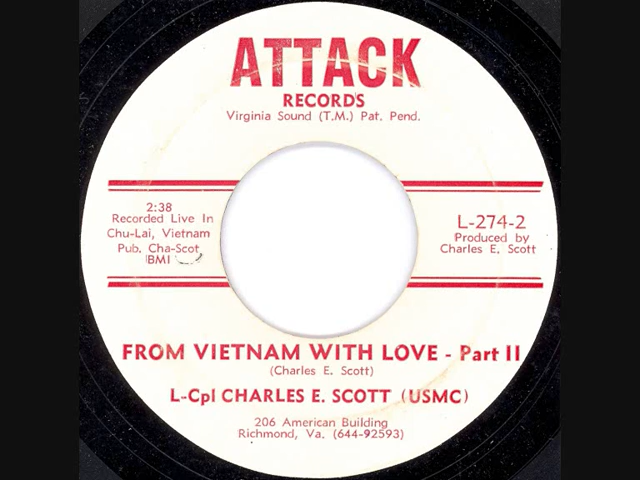 ATTACK
RECORDS
Virginia Sound (T.M.) Pat. Pend.
2:38
Recorded Live In
Chu-Lai, Vietnam
Pub. Cha-Scot
BMI
L-274-2
Produced by
Charles E. Scott
FROM VIETNAM WITH LOVE - Part II
(Charles E. Scott)
L-Cpl CHARLES E. SCOTT (USMC)
206 American Building
Richmond, Va. (644-92593)